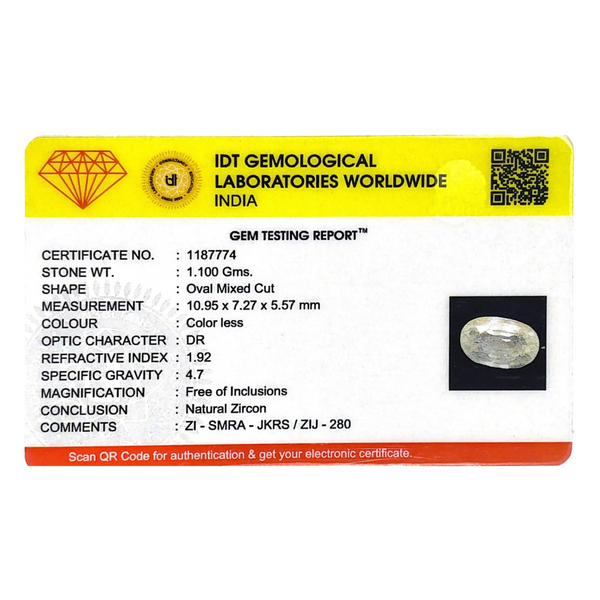 IDT GEMOLOGICAL
LABORATORIES WORLDWIDE
INDIA
GEM TESTING REPORT™
CERTIFICATE NO. : 1187774
STONE WT. : 1.100 Gms.
SHAPE : Oval Mixed Cut
MEASUREMENT : 10.95 x 7.27 x 5.57 mm
COLOUR : Color less
OPTIC CHARACTER : DR
REFRACTIVE INDEX : 1.92
SPECIFIC GRAVITY : 4.7
MAGNIFICATION : Free of Inclusions
CONCLUSION : Natural Zircon
COMMENTS : ZI - SMRA - JKRS / ZIJ - 280
Scan QR Code for authentication & get your electronic certificate.